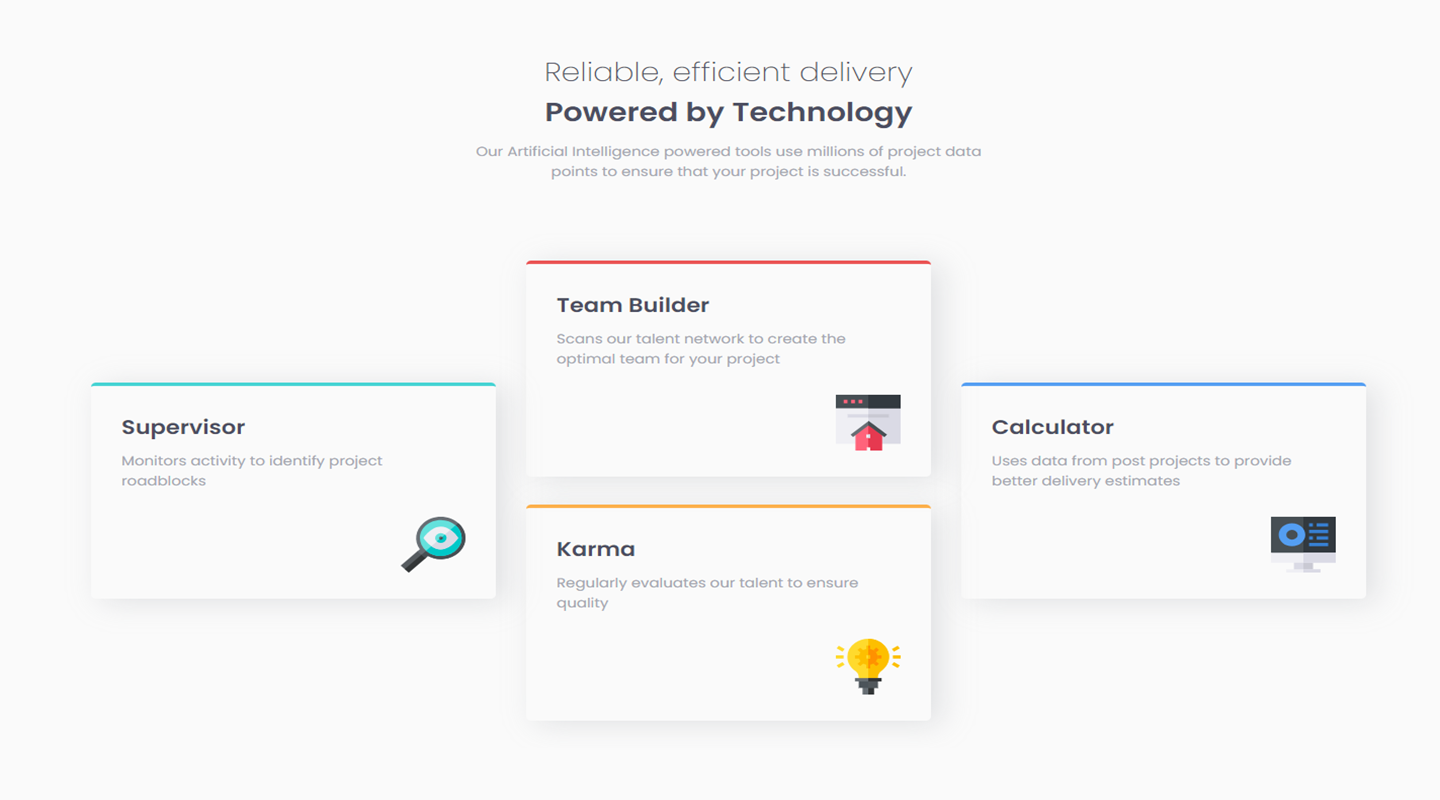 Reliable, efficient delivery
Powered by Technology
Our Artificial Intelligence powered tools use millions of project data
points to ensure that your project is successful.
Supervisor
Monitors activity to identify project
roadblocks
Team Builder
Scans our talent network to create the
optimal team for your project
Karma
Regularly evaluates our talent to ensure
quality
Calculator
Uses data from post projects to provide
better delivery estimates